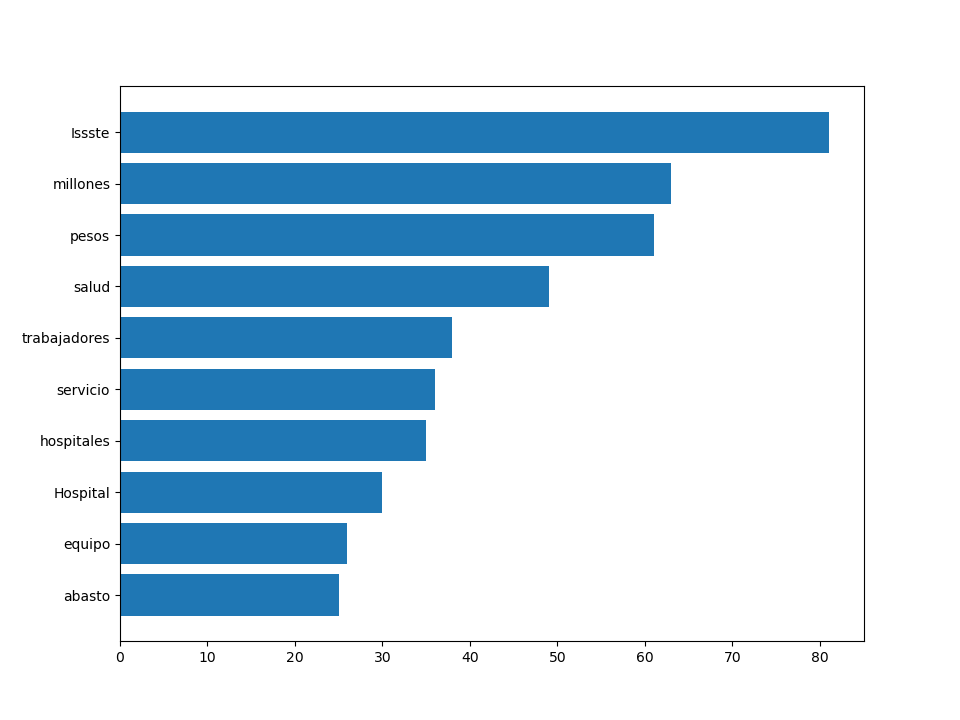 Issste
millones
pesos
salud
trabajadores
servicio
hospitales
Hospital
equipo
abasto
0 10 20 30 40 50 60 70 80